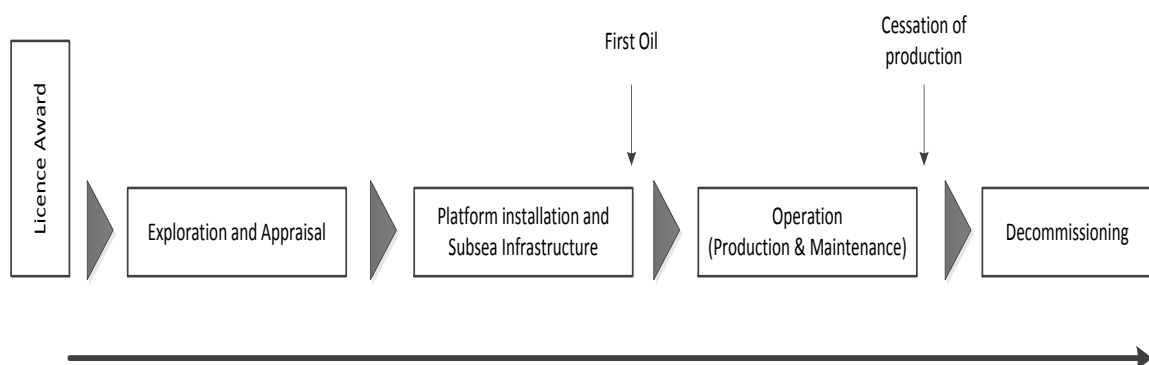 Licence Award
First Oil
Cessation of
production
Exploration and Appraisal
Platform installation and
Subsea Infrastructure
Operation
(Production & Maintenance)
Decommissioning